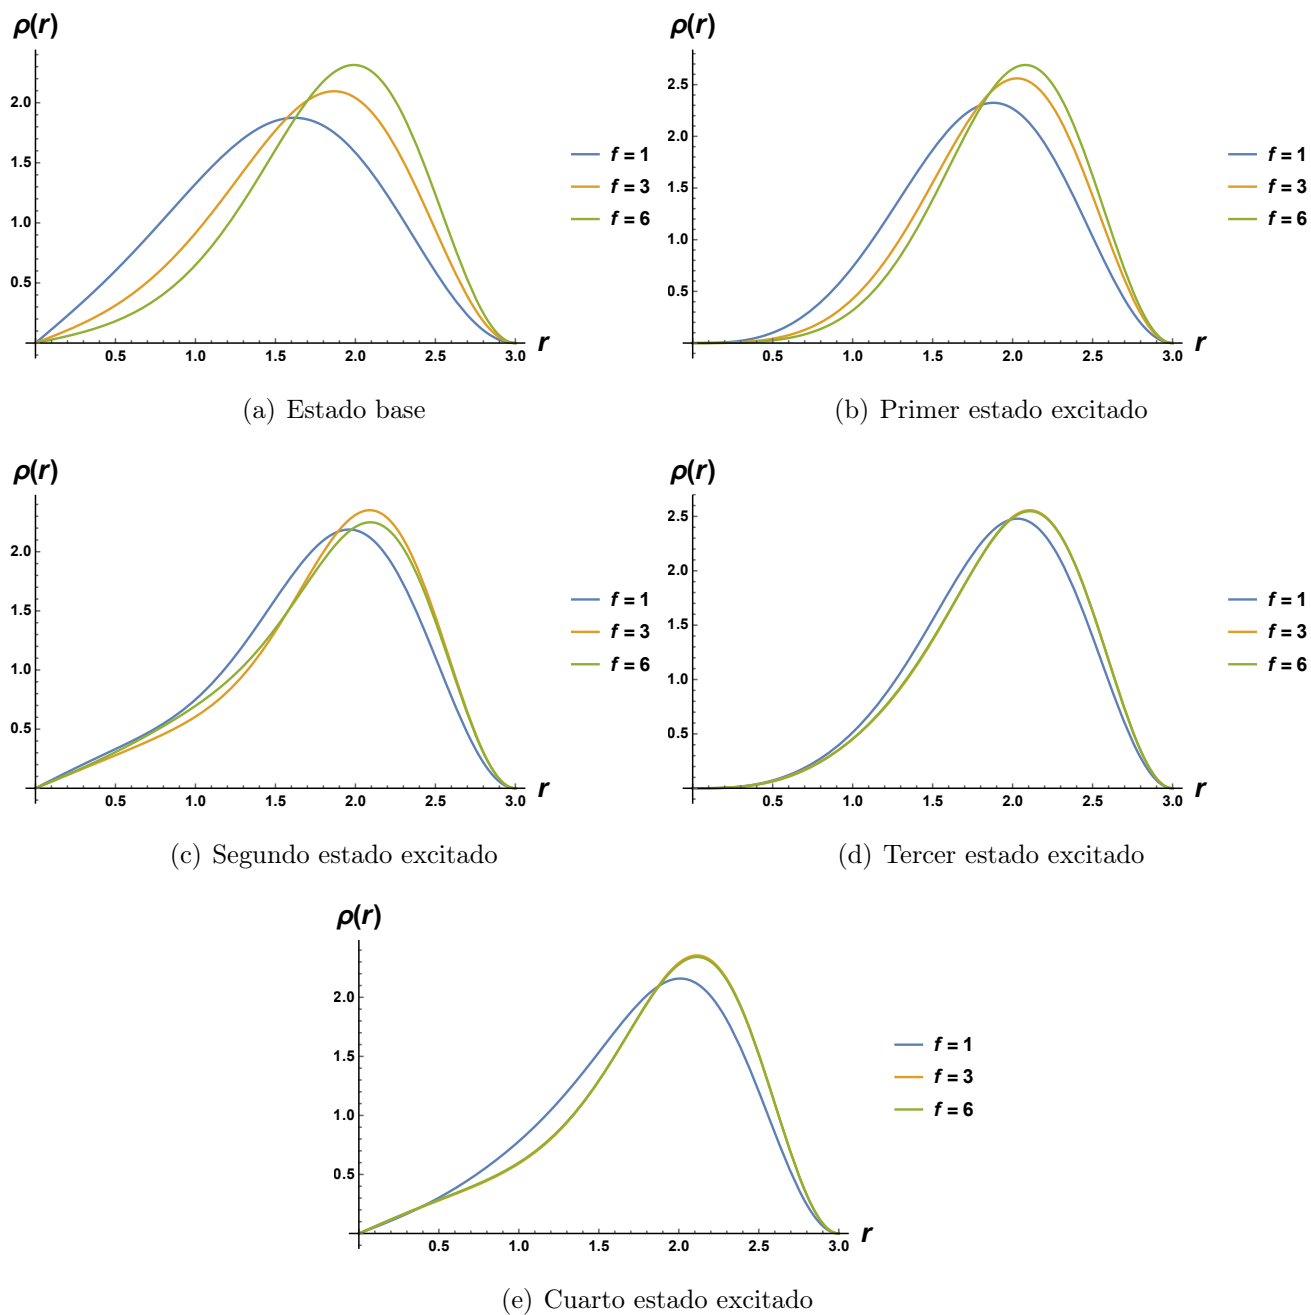 ρ(r)
2.0
1.5
1.0
0.5
0.5 1.0 1.5 2.0 2.5 3.0 r
f = 1
f = 3
f = 6
(a) Estado base
ρ(r)
2.5
2.0
1.5
1.0
0.5
0.5 1.0 1.5 2.0 2.5 3.0 r
f = 1
f = 3
f = 6
(b) Primer estado excitado
ρ(r)
2.0
1.5
1.0
0.5
0.5 1.0 1.5 2.0 2.5 3.0 r
f = 1
f = 3
f = 6
(c) Segundo estado excitado
ρ(r)
2.5
2.0
1.5
1.0
0.5
0.5 1.0 1.5 2.0 2.5 3.0 r
f = 1
f = 3
f = 6
(d) Tercer estado excitado
ρ(r)
2.0
1.5
1.0
0.5
0.5 1.0 1.5 2.0 2.5 3.0 r
f = 1
f = 3
f = 6
(e) Cuarto estado excitado